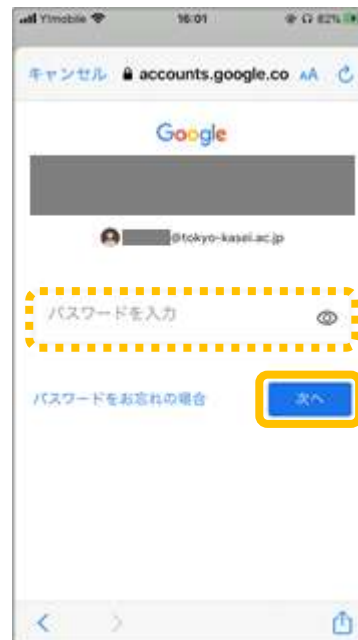 Y!mobile 16:01 82%
キャンセル accounts.google.co AA
Google
@tokyo-kasei.ac.jp
パスワードを入力
パスワードをお忘れの場合 次へ